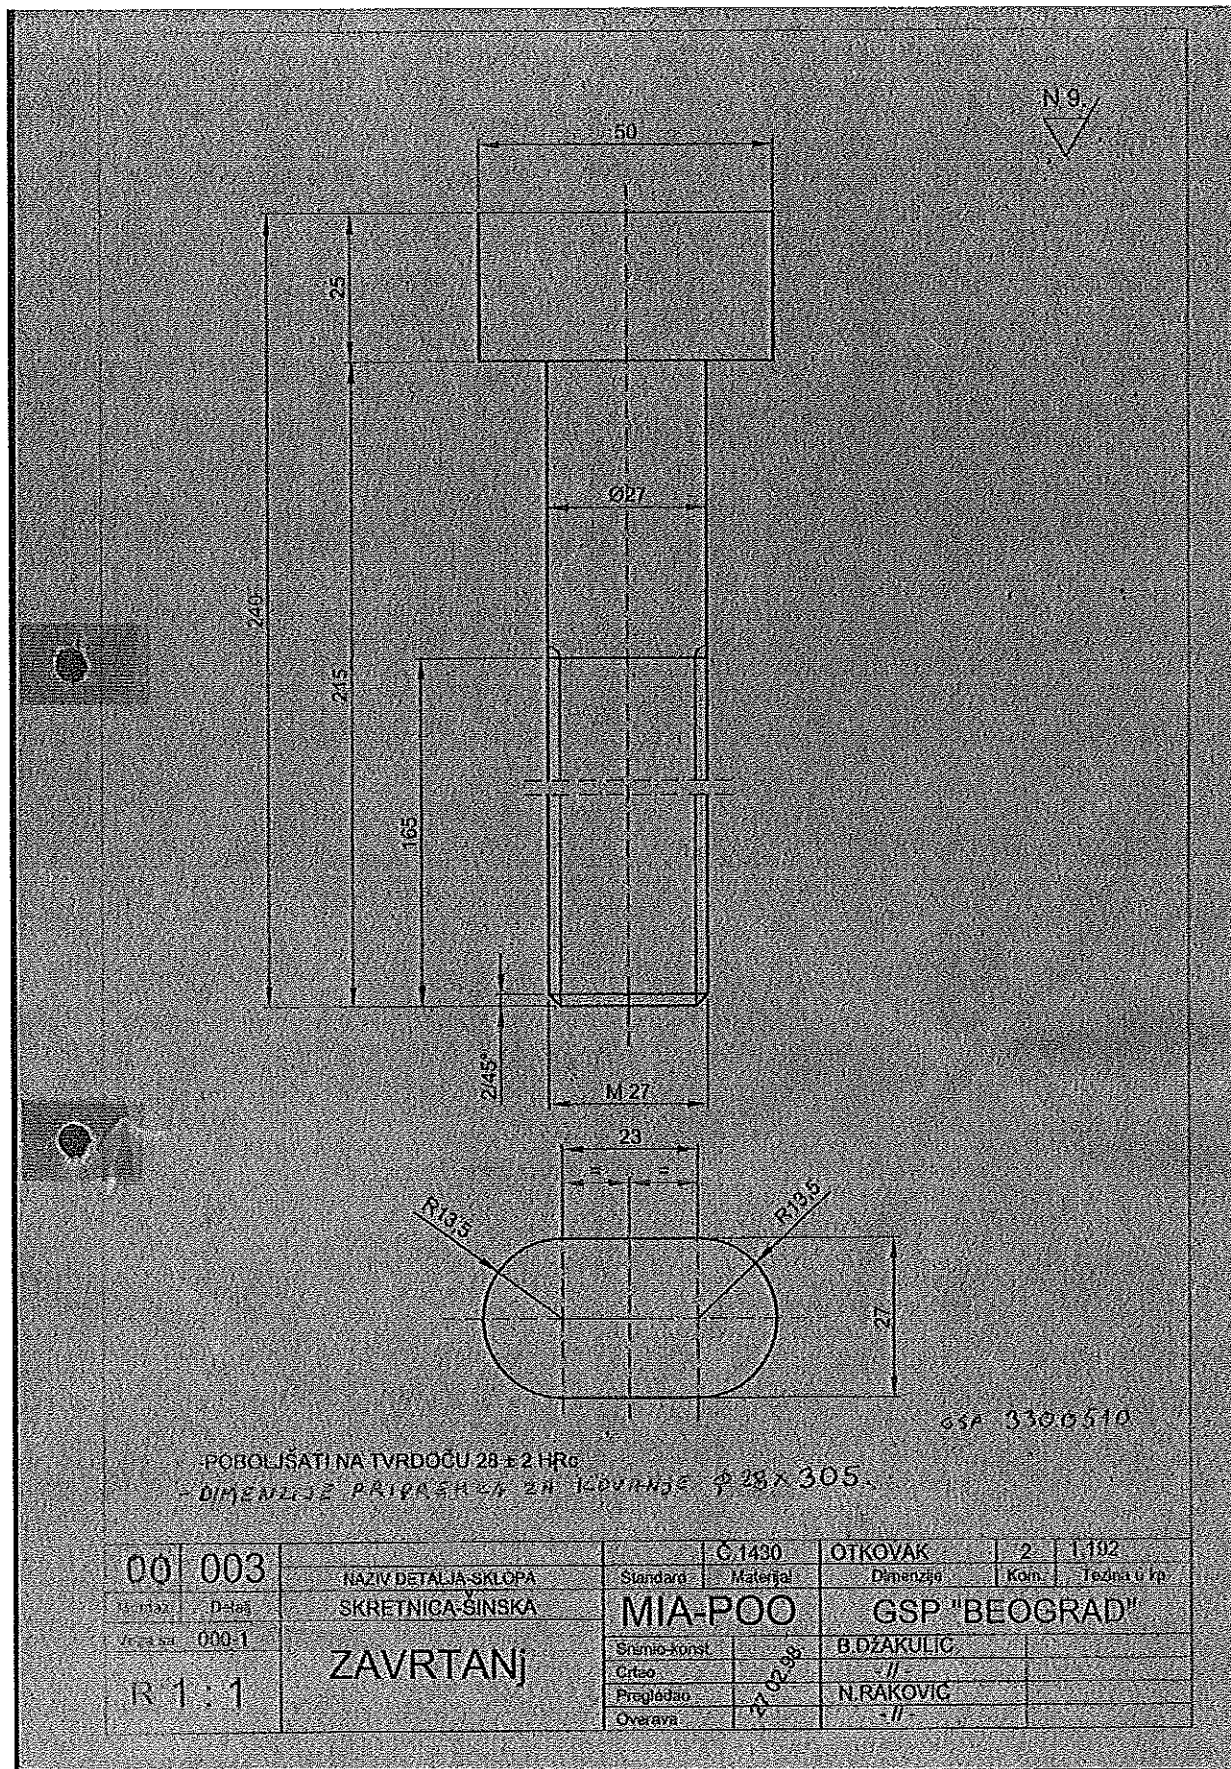 N 9
50
25
Ø27
240
215
165
2/45°
M 27
23
= =
R13,5 R13,5
27
GSP 3300510
-POBOLJŠATI NA TVRDOĆU 28 ± 2 HRc
- DIMENZIJE PRIPREMKA ZA KOVANJE φ 28 x 305.
00 003
Č.1430 OTKOVAK 2 1.192
NAZIV DETALJA-SKLOPA
Standard Materijal Dimenzije Kom. Težina u kp
Detalj
SKRETNICA-ŠINSKA
MIA-POO GSP "BEOGRAD"
Veza sa 000-1
ZAVRTANj
R 1 : 1
Snimio-konst. B.DŽAKULIĆ
Crtao - // -
27.02.98
Pregledao N.RAKOVIĆ
Overava - // -